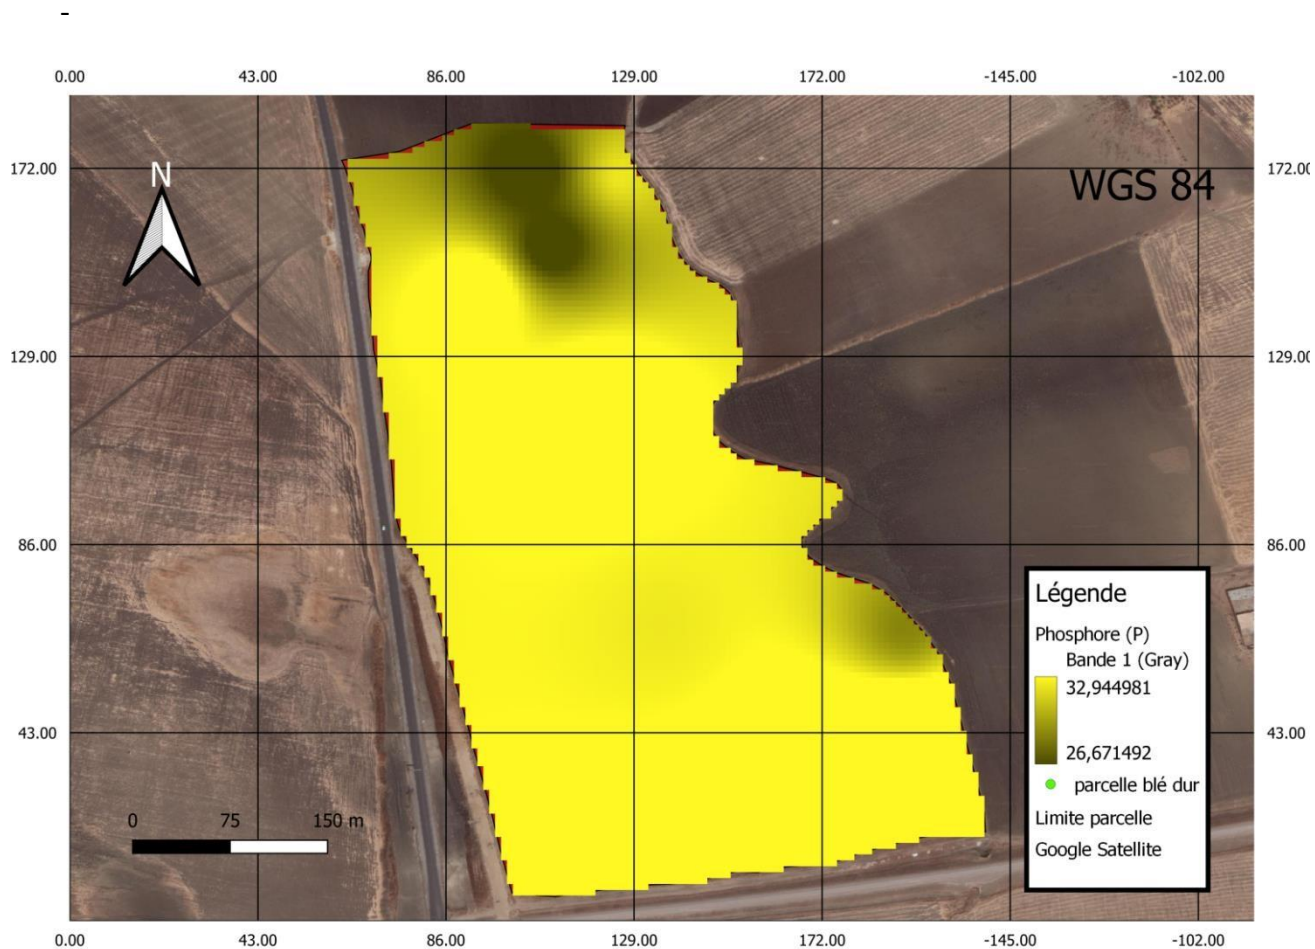 -
0.00 43.00 86.00 129.00 172.00 -145.00 -102.00
172.00 172.00
N
WGS 84
129.00 129.00
86.00 86.00
Légende
Phosphore (P)
Bande 1 (Gray)
32,944981
43.00 43.00
26,671492
parcelle blé dur
0 75 150 m
Limite parcelle
Google Satellite
0.00 43.00 86.00 129.00 172.00 -145.00 -102.00